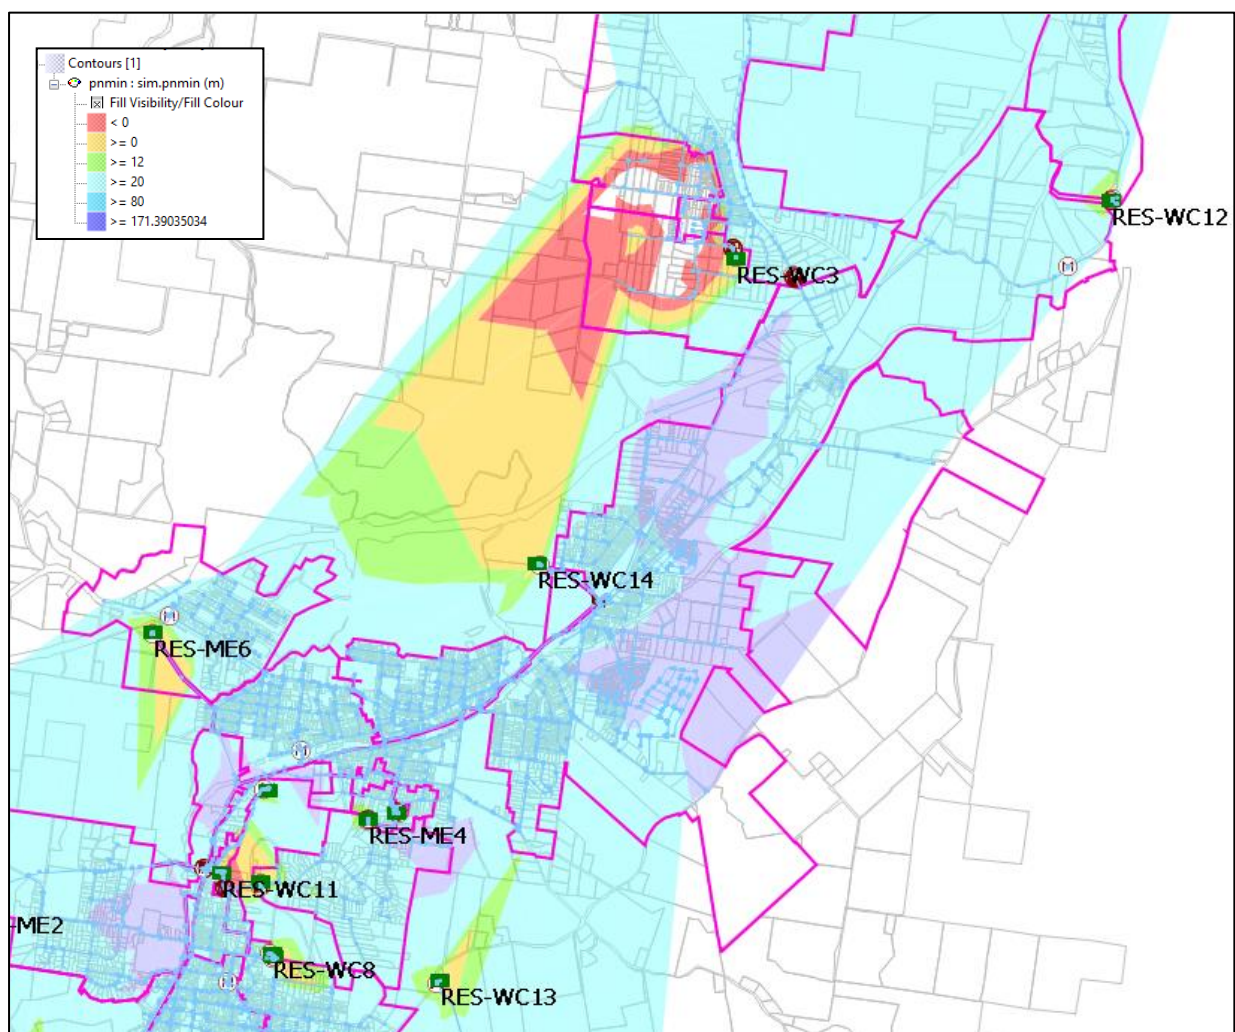 Contours [1]
pnmin : sim.pnmin (m)
Fill Visibility/Fill Colour
< 0
>= 0
>= 12
>= 20
>= 80
>= 171.39035034
RES-WC12
M
RES-WC3
RES-WC14
RES-ME6
RES-ME4
RES-WC11
-ME2
RES-WC8
RES-WC13